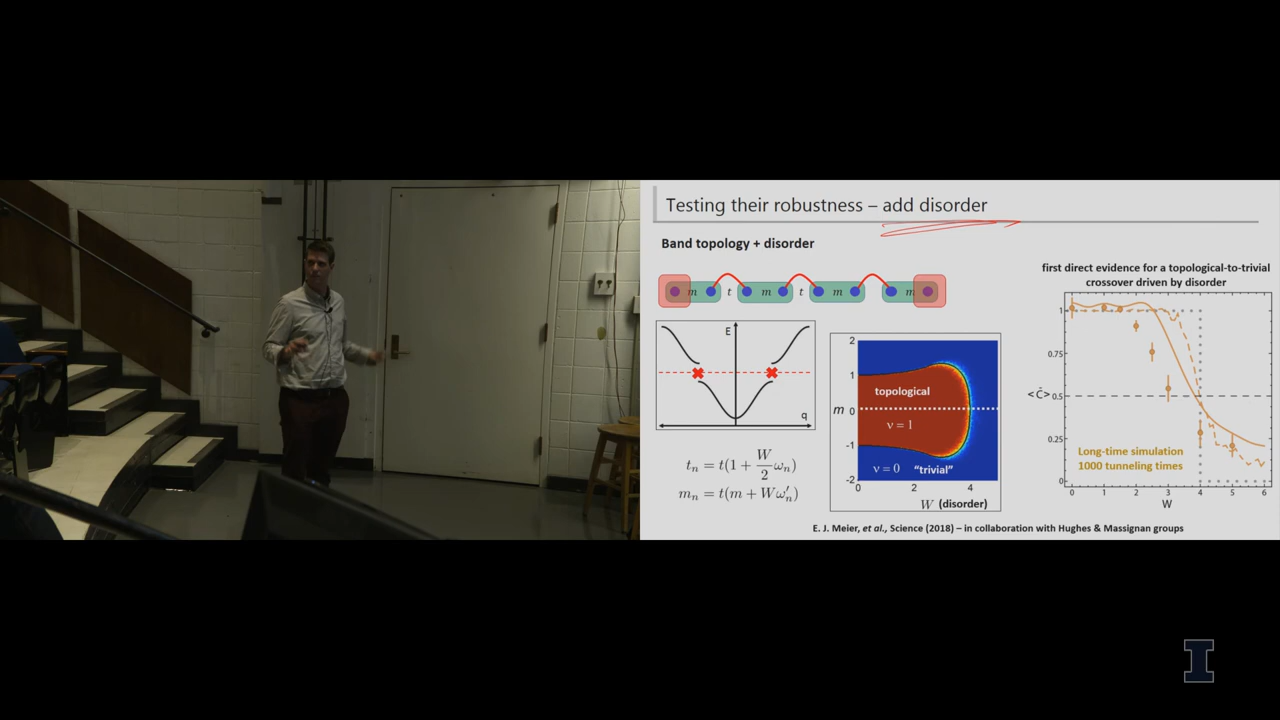 Testing their robustness – add disorder
Band topology + disorder
m t m t m m
E
q
t_n = t(1 + W/2 ω_n)
m_n = t(m + Wω′_n)
2
1
m 0
-1
-2
topological
ν = 1
ν = 0 “trivial”
0 2 4
W (disorder)
first direct evidence for a topological-to-trivial
crossover driven by disorder
1
0.75
<C̄> 0.5
0.25
0
Long-time simulation
1000 tunneling times
0 1 2 3 4 5 6
W
E. J. Meier, et al., Science (2018) – in collaboration with Hughes & Massignan groups
I